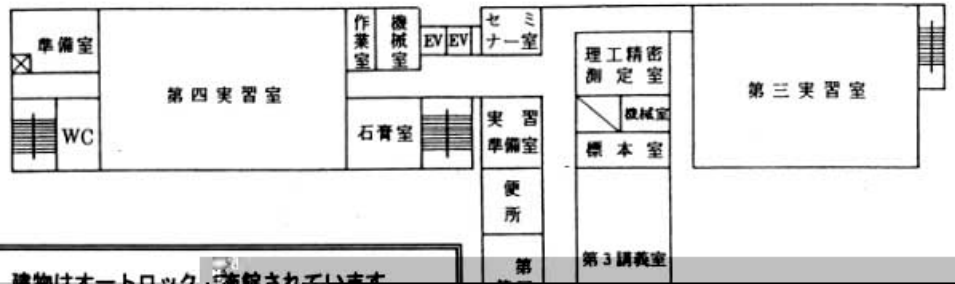 準備室
第四実習室
WC
作業室
機械室
EV
EV
セミナー室
石膏室
実習準備室
便所
第
理工精密
測定室
機械室
標本室
第3講義室
第三実習室
建物はオートロック
されています